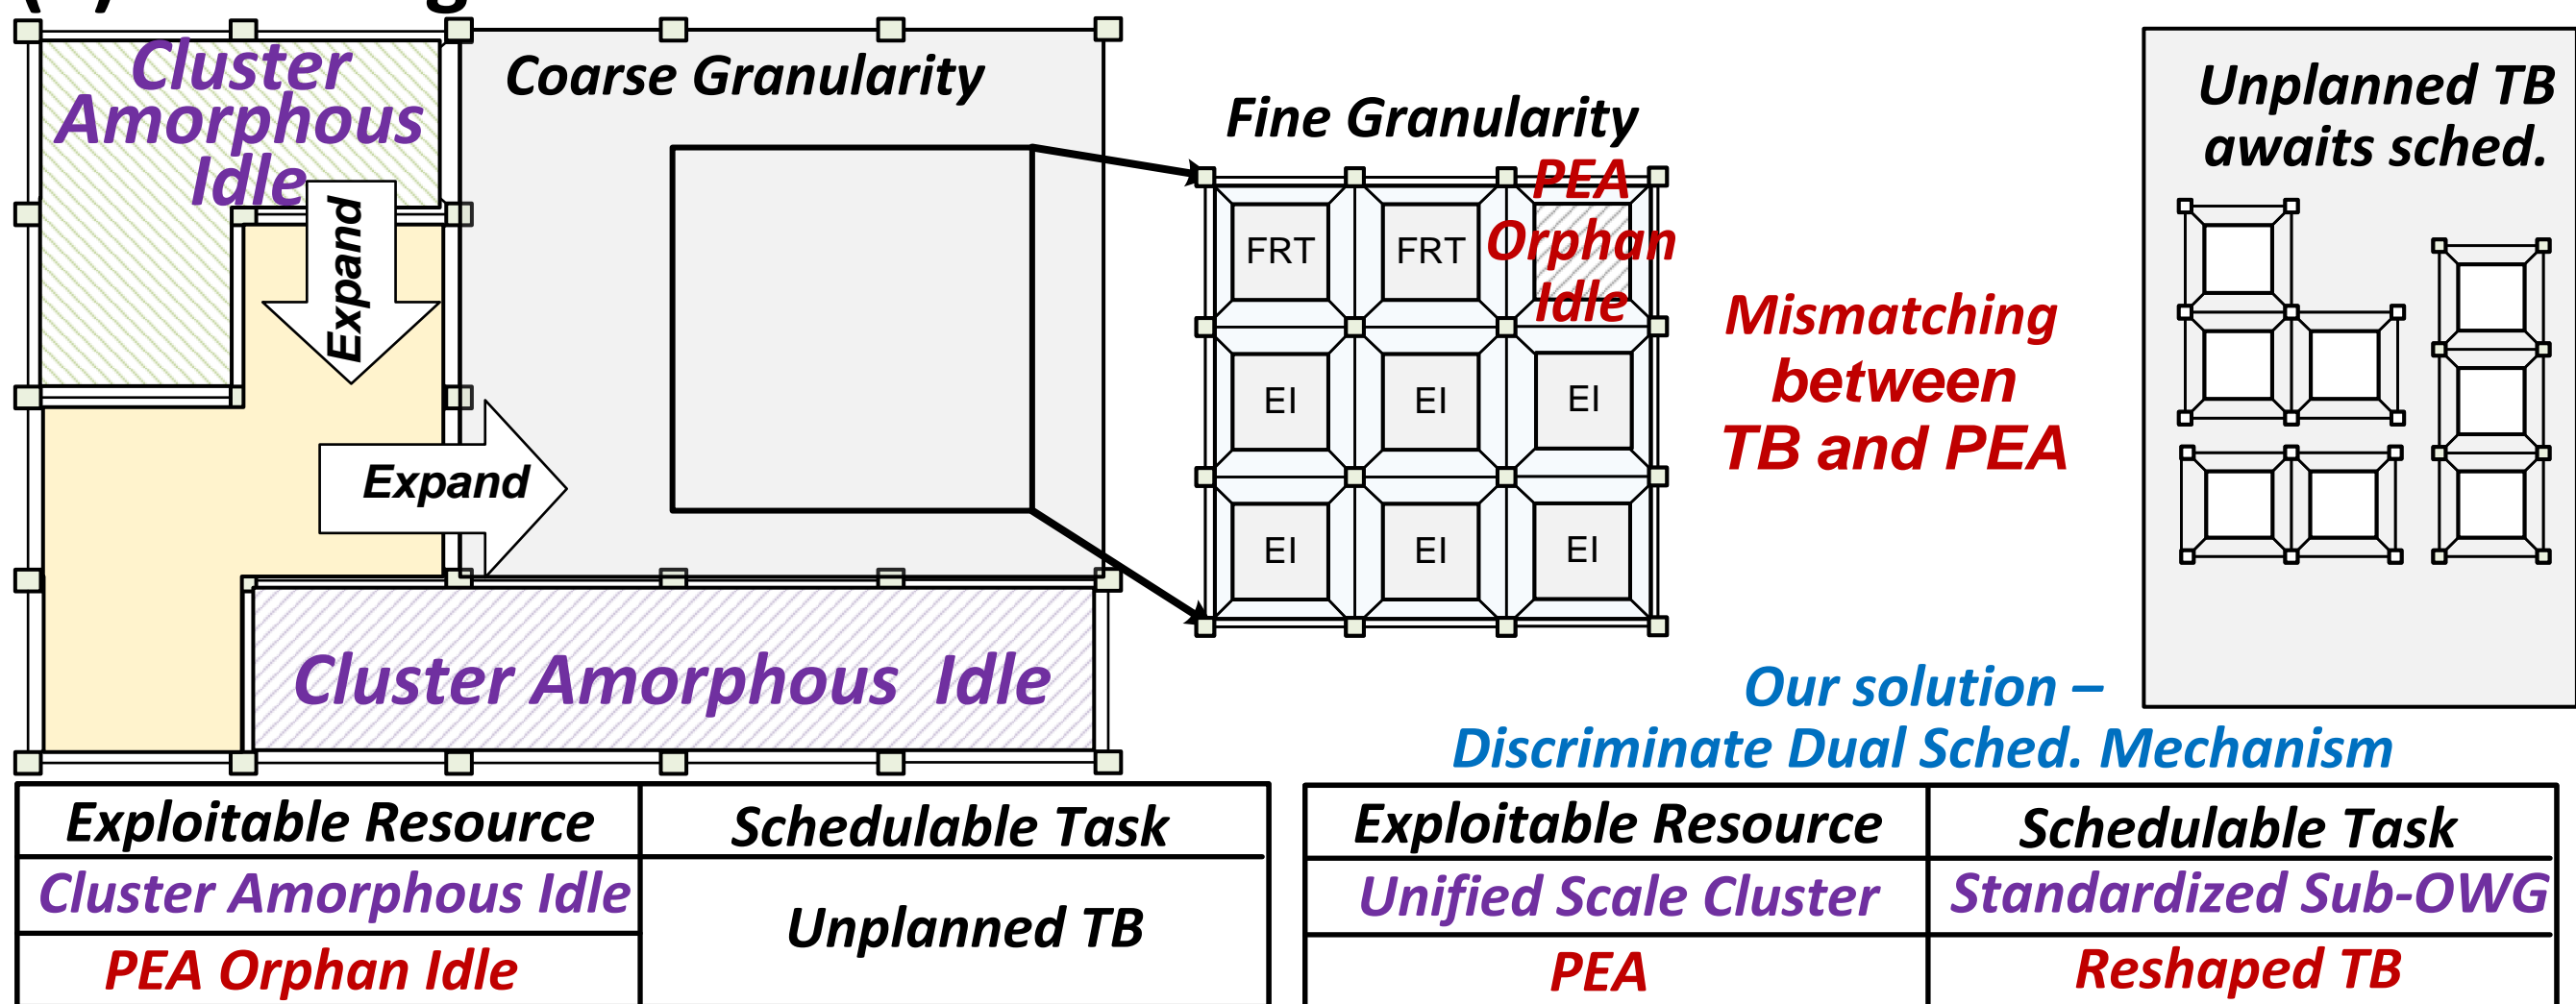 Cluster
Amorphous
Idle
Coarse Granularity
Expand
Expand
Cluster Amorphous Idle
Fine Granularity
PEA
Orphan
Idle
FRT FRT
EI EI EI
EI EI EI
Mismatching
between
TB and PEA
Unplanned TB
awaits sched.
Our solution –
Discriminate Dual Sched. Mechanism
Exploitable Resource Schedulable Task
Cluster Amorphous Idle
Unplanned TB
PEA Orphan Idle
Exploitable Resource Schedulable Task
Unified Scale Cluster Standardized Sub-OWG
PEA Reshaped TB